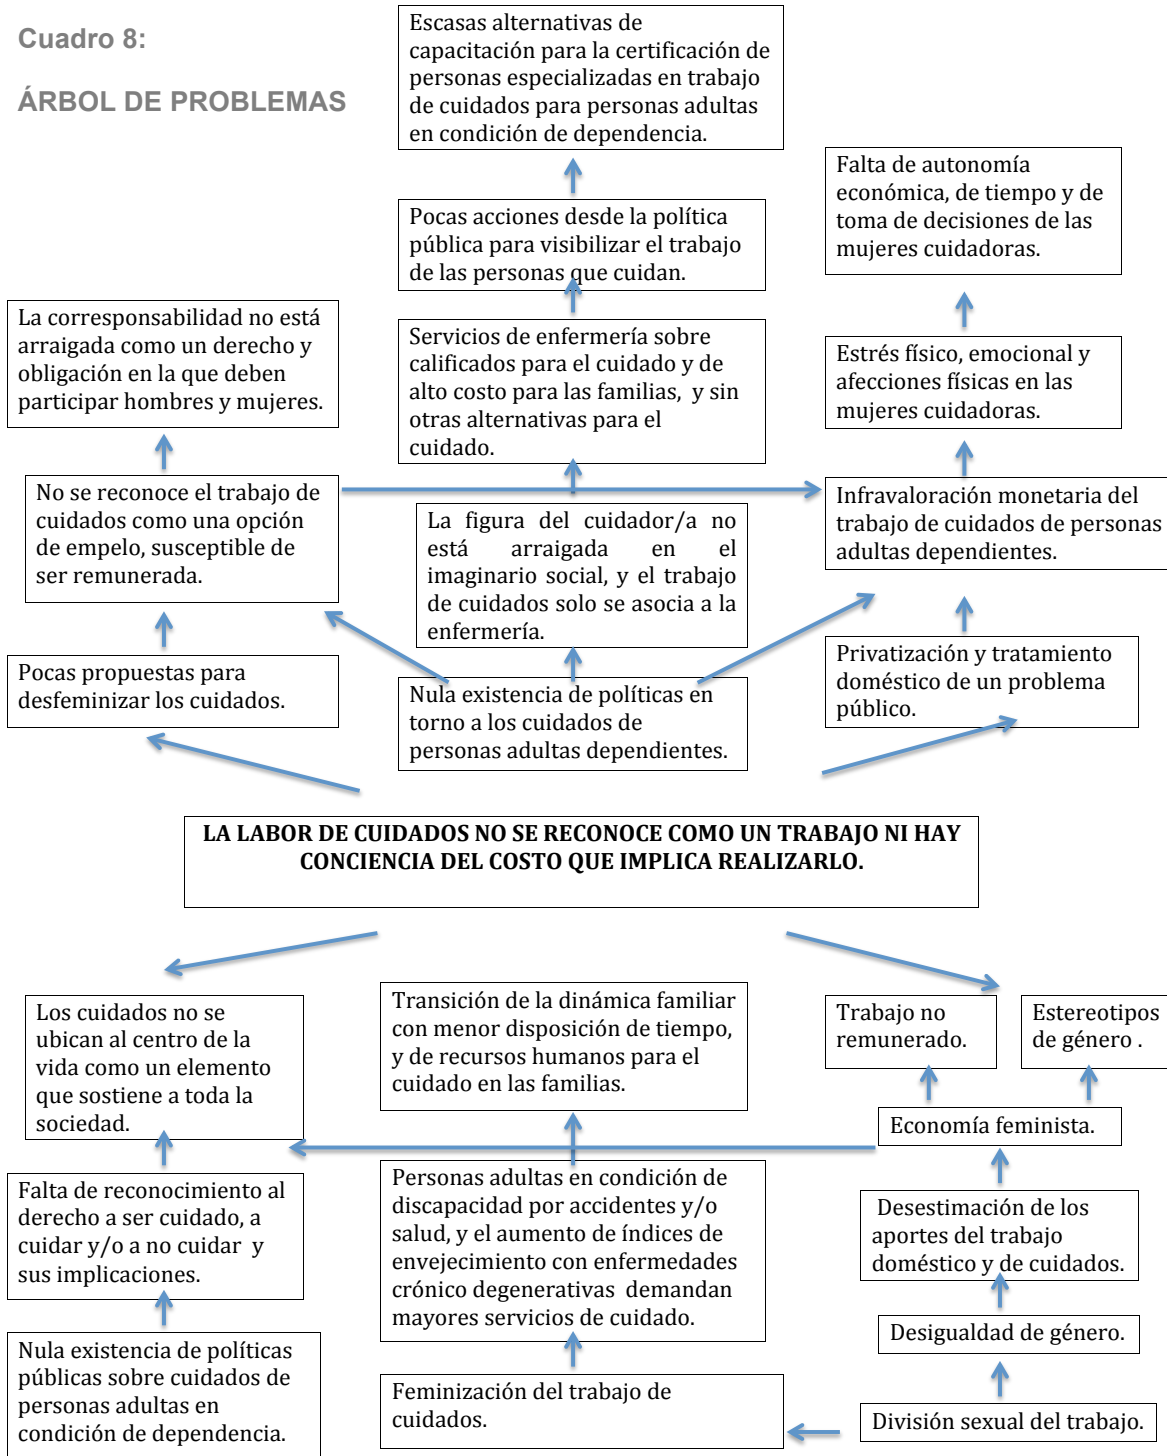 Cuadro 8:
ÁRBOL DE PROBLEMAS
Escasas alternativas de
capacitación para la certificación de
personas especializadas en trabajo
de cuidados para personas adultas
en condición de dependencia.
Pocas acciones desde la política
pública para visibilizar el trabajo
de las personas que cuidan.
Falta de autonomía
económica, de tiempo y de
toma de decisiones de las
mujeres cuidadoras.
La corresponsabilidad no está
arraigada como un derecho y
obligación en la que deben
participar hombres y mujeres.
Servicios de enfermería sobre
calificados para el cuidado y de
alto costo para las familias, y sin
otras alternativas para el
cuidado.
Estrés físico, emocional y
afecciones físicas en las
mujeres cuidadoras.
No se reconoce el trabajo de
cuidados como una opción
de empelo, susceptible de
ser remunerada.
La figura del cuidador/a no
está arraigada en el
imaginario social, y el trabajo
de cuidados solo se asocia a la
enfermería.
Infravaloración monetaria del
trabajo de cuidados de personas
adultas dependientes.
Pocas propuestas para
desfeminizar los cuidados.
Nula existencia de políticas en
torno a los cuidados de
personas adultas dependientes.
Privatización y tratamiento
doméstico de un problema
público.
LA LABOR DE CUIDADOS NO SE RECONOCE COMO UN TRABAJO NI HAY
CONCIENCIA DEL COSTO QUE IMPLICA REALIZARLO.
Los cuidados no se
ubican al centro de la
vida como un elemento
que sostiene a toda la
sociedad.
Transición de la dinámica familiar
con menor disposición de tiempo,
y de recursos humanos para el
cuidado en las familias.
Trabajo no
remunerado.
Estereotipos
de género .
Economía feminista.
Falta de reconocimiento al
derecho a ser cuidado, a
cuidar y/o a no cuidar y
sus implicaciones.
Personas adultas en condición de
discapacidad por accidentes y/o
salud, y el aumento de índices de
envejecimiento con enfermedades
crónico degenerativas demandan
mayores servicios de cuidado.
Desestimación de los
aportes del trabajo
doméstico y de cuidados.
Desigualdad de género.
Nula existencia de políticas
públicas sobre cuidados de
personas adultas en
condición de dependencia.
Feminización del trabajo de
cuidados.
División sexual del trabajo.